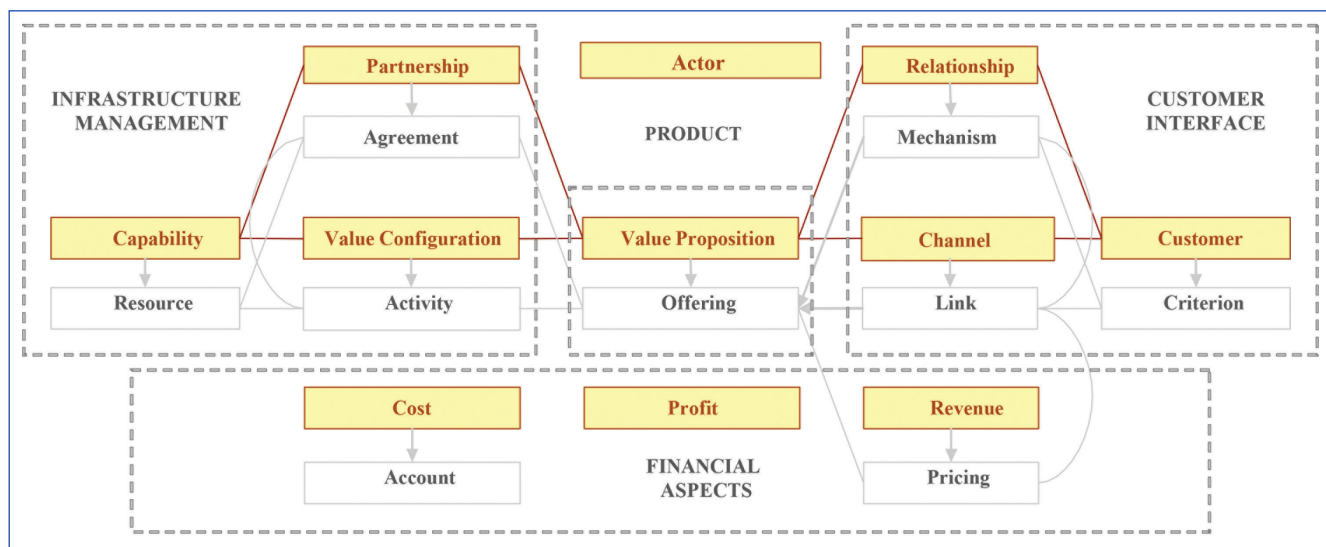 Partnership
Actor
Relationship
INFRASTRUCTURE
MANAGEMENT
CUSTOMER
INTERFACE
Agreement
PRODUCT
Mechanism
Capability
Value Configuration
Value Proposition
Channel
Customer
Resource
Activity
Offering
Link
Criterion
Cost
Profit
Revenue
Account
FINANCIAL
ASPECTS
Pricing